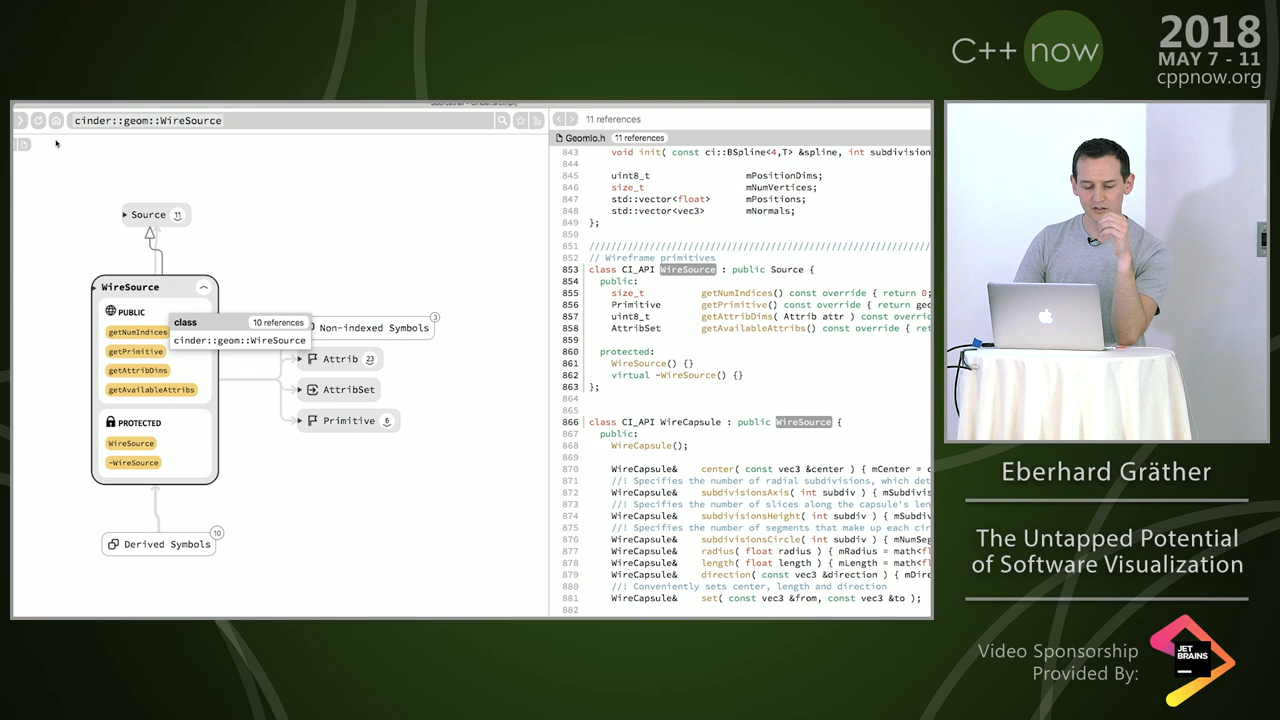 C++ now
2018
MAY 7 - 11
cppnow.org
cinder::geom::WireSource
Source 11
WireSource
PUBLIC
getNumIndices
getPrimitive
getAttribDims
getAvailableAttribs
PROTECTED
WireSource
~WireSource
class 10 references
cinder::geom::WireSource
Non-indexed Symbols 3
Attrib 23
AttribSet
Primitive 6
Derived Symbols 10
11 references
GeomIo.h 11 references
843 void init( const ci::BSpline<4,T> &spline, int subdivision
844
845 uint8_t mPositionDims;
846 size_t mNumVertices;
847 std::vector<float> mPositions;
848 std::vector<vec3> mNormals;
849 };
850
851 ////////////////////////////////////////////////////////////
852 // Wireframe primitives
853 class CI_API WireSource : public Source {
854 public:
855 size_t getNumIndices() const override { return 0;
856 Primitive getPrimitive() const override { return geo
857 uint8_t getAttribDims( Attrib attr ) const overrid
858 AttribSet getAvailableAttribs() const override { ret
859
860 protected:
861 WireSource() {}
862 virtual ~WireSource() {}
863 };
864
865
866 class CI_API WireCapsule : public WireSource {
867 public:
868 WireCapsule();
869
870 WireCapsule& center( const vec3 &center ) { mCenter = c
871 //! Specifies the number of radial subdivisions, which det
872 WireCapsule& subdivisionsAxis( int subdiv ) { mSubdivis
873 //! Specifies the number of slices along the capsule's len
874 WireCapsule& subdivisionsHeight( int subdiv ) { mSubdiv
875 //! Specifies the number of segments that make up each cir
876 WireCapsule& subdivisionsCircle( int subdiv ) { mNumSeg
877 WireCapsule& radius( float radius ) { mRadius = math<fl
878 WireCapsule& length( float length ) { mLength = math<fl
879 WireCapsule& direction( const vec3 &direction ) { mDire
880 //! Conveniently sets center, length and direction
881 WireCapsule& set( const vec3 &from, const vec3 &to );
882
Eberhard Gräther
The Untapped Potential
of Software Visualization
Video Sponsorship
Provided By:
JET
BRAINS